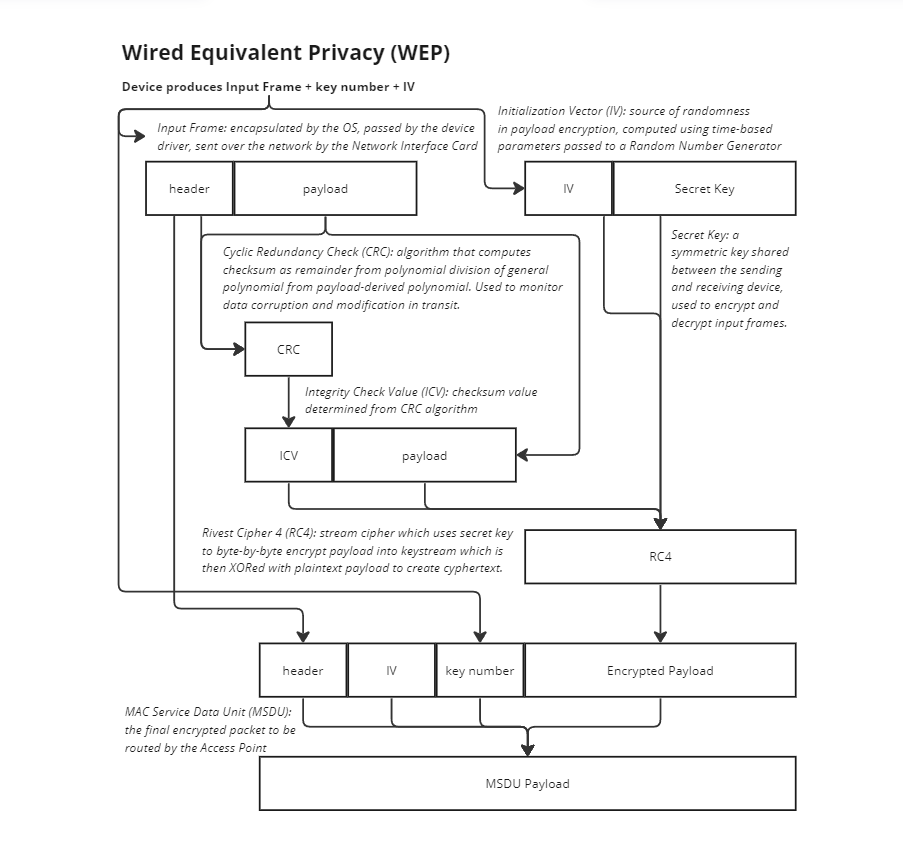 Wired Equivalent Privacy (WEP)
Device produces Input Frame + key number + IV
Input Frame: encapsulated by the OS, passed by the device
driver, sent over the network by the Network Interface Card
Initialization Vector (IV): source of randomness
in payload encryption, computed using time-based
parameters passed to a Random Number Generator
header
payload
IV
Secret Key
Cyclic Redundancy Check (CRC): algorithm that computes
checksum as remainder from polynomial division of general
polynomial from payload-derived polynomial. Used to monitor
data corruption and modification in transit.
Secret Key: a
symmetric key shared
between the sending
and receiving device,
used to encrypt and
decrypt input frames.
CRC
Integrity Check Value (ICV): checksum value
determined from CRC algorithm
ICV
payload
Rivest Cipher 4 (RC4): stream cipher which uses secret key
to byte-by-byte encrypt payload into keystream which is
then XORed with plaintext payload to create cyphertext.
RC4
header
IV
key number
Encrypted Payload
MAC Service Data Unit (MSDU):
the final encrypted packet to be
routed by the Access Point
MSDU Payload